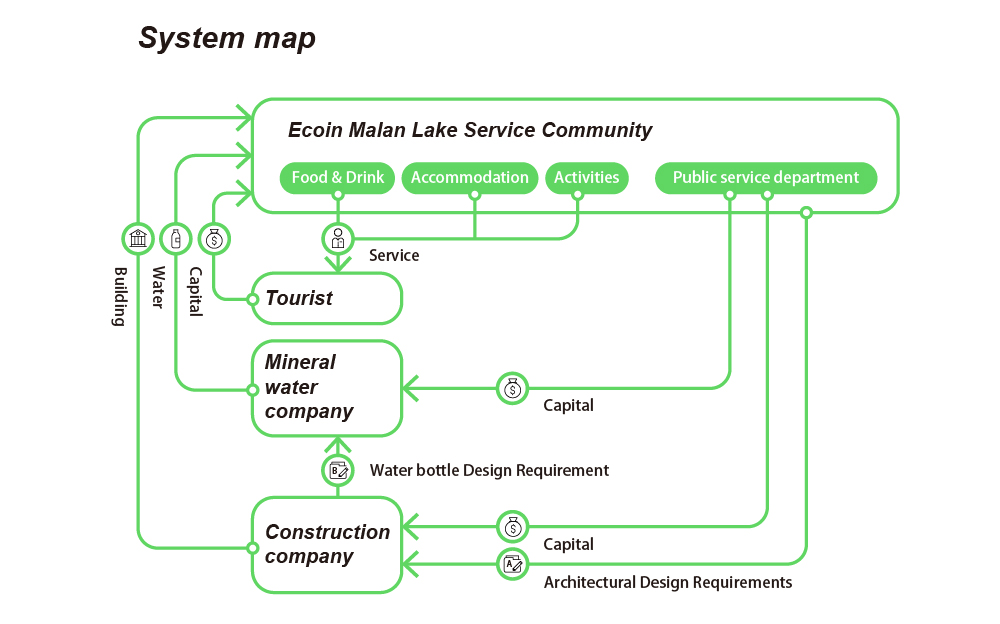 System map
Ecoin Malan Lake Service Community
Food & Drink
Accommodation
Activities
Public service department
$
Service
Building
Water
Capital
Tourist
Mineral
water
company
$
Capital
B
Water bottle Design Requirement
Construction
company
$
Capital
A
Architectural Design Requirements